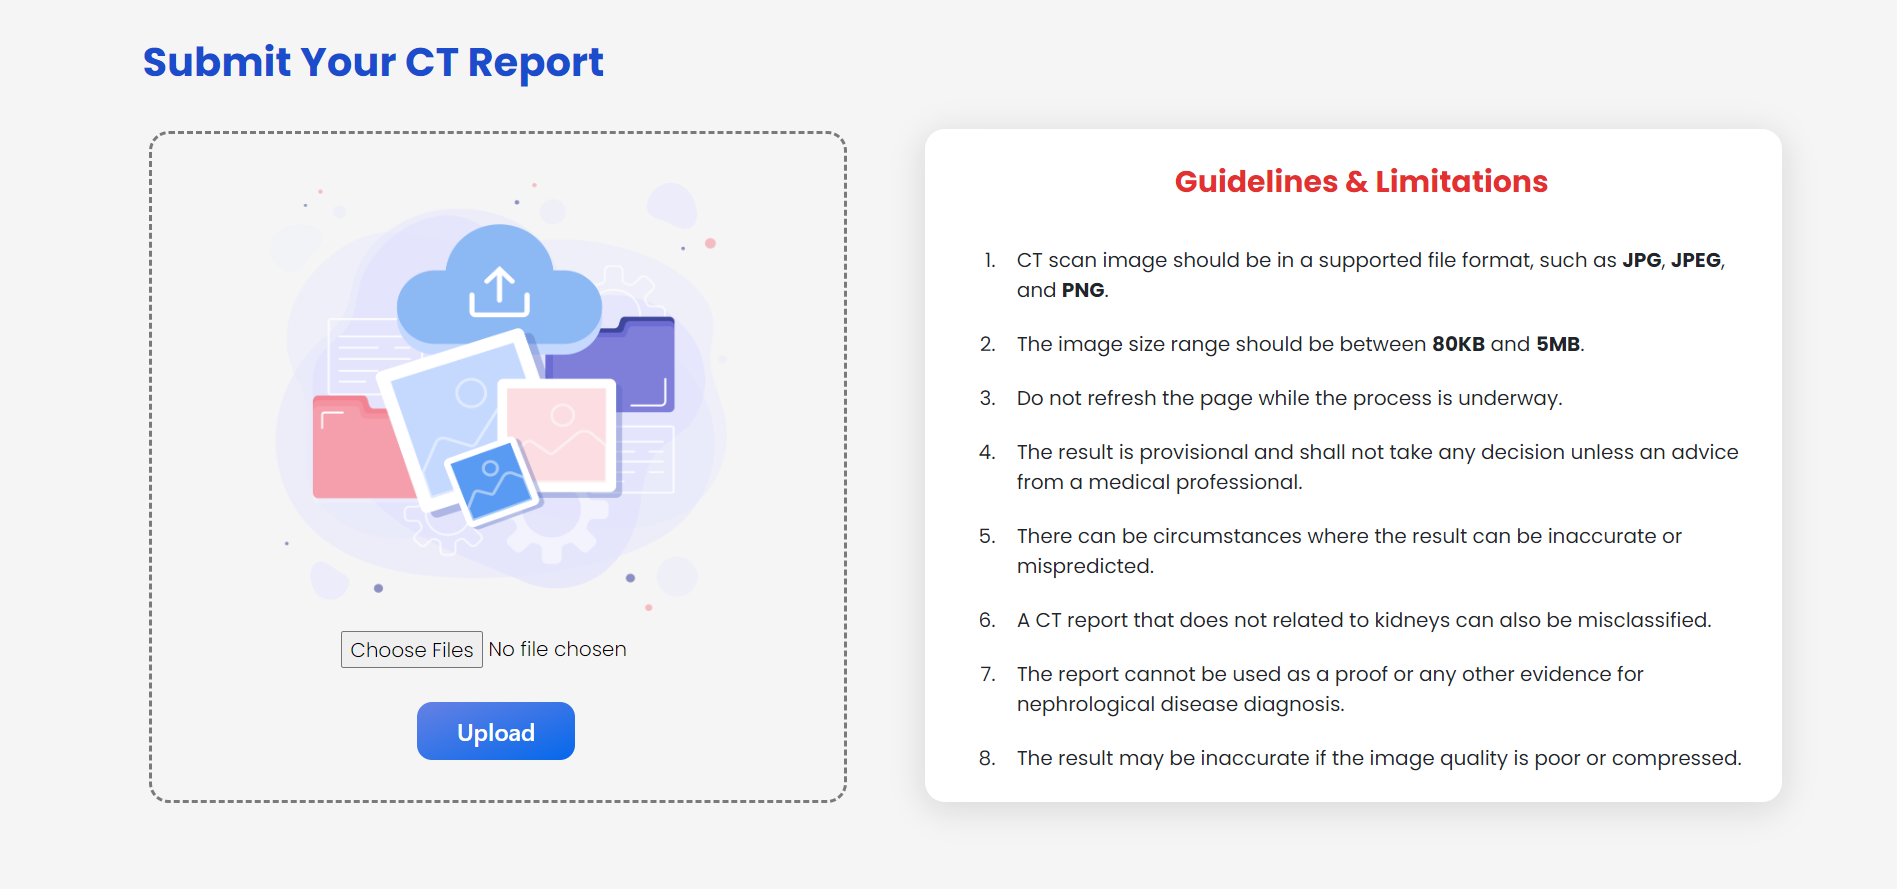 Submit Your CT Report
Choose Files No file chosen
Upload
Guidelines & Limitations
1. CT scan image should be in a supported file format, such as JPG, JPEG,
and PNG.
2. The image size range should be between 80KB and 5MB.
3. Do not refresh the page while the process is underway.
4. The result is provisional and shall not take any decision unless an advice
from a medical professional.
5. There can be circumstances where the result can be inaccurate or
mispredicted.
6. A CT report that does not related to kidneys can also be misclassified.
7. The report cannot be used as a proof or any other evidence for
nephrological disease diagnosis.
8. The result may be inaccurate if the image quality is poor or compressed.